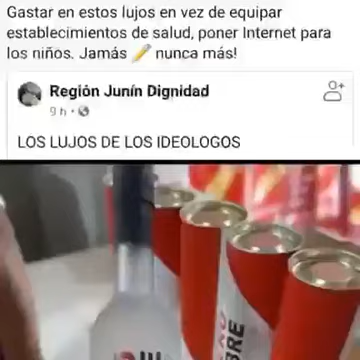 Gastar en estos lujos en vez de equipar
establecimientos de salud, poner Internet para
los niños. Jamás ✏️ nunca más!
Región Junín Dignidad
9 h
LOS LUJOS DE LOS IDEOLOGOS
BRE